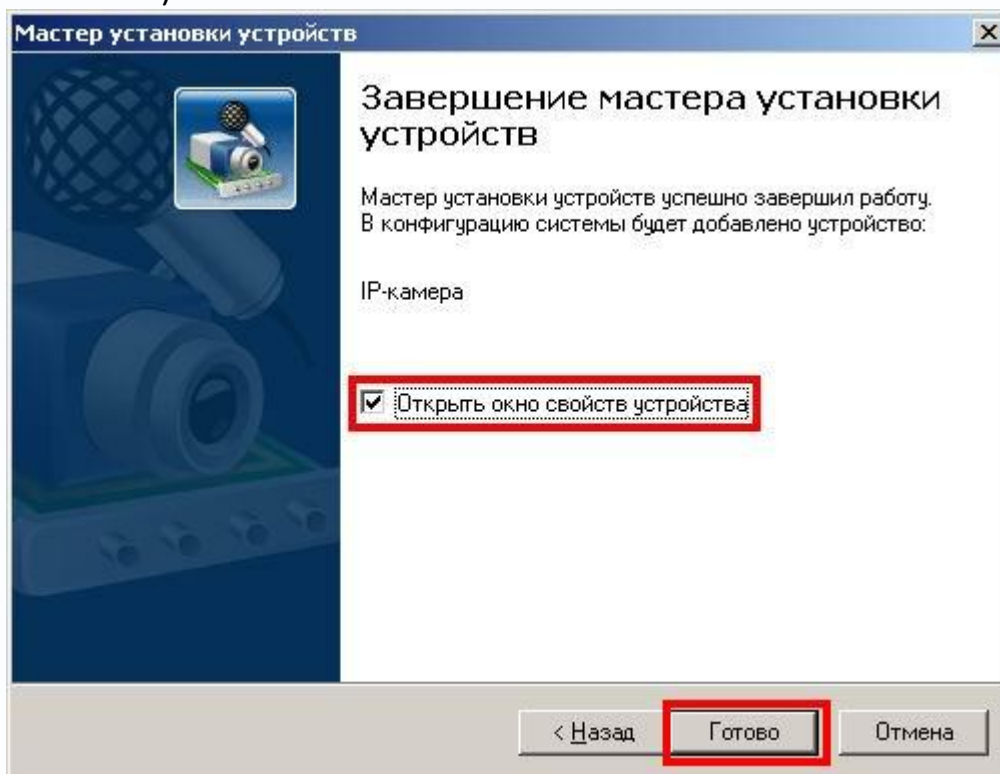 Мастер установки устройств
Завершение мастера установки
устройств
Мастер установки устройств успешно завершил работу.
В конфигурацию системы будет добавлено устройство:
IP-камера
Открыть окно свойств устройства
< Назад
Готово
Отмена